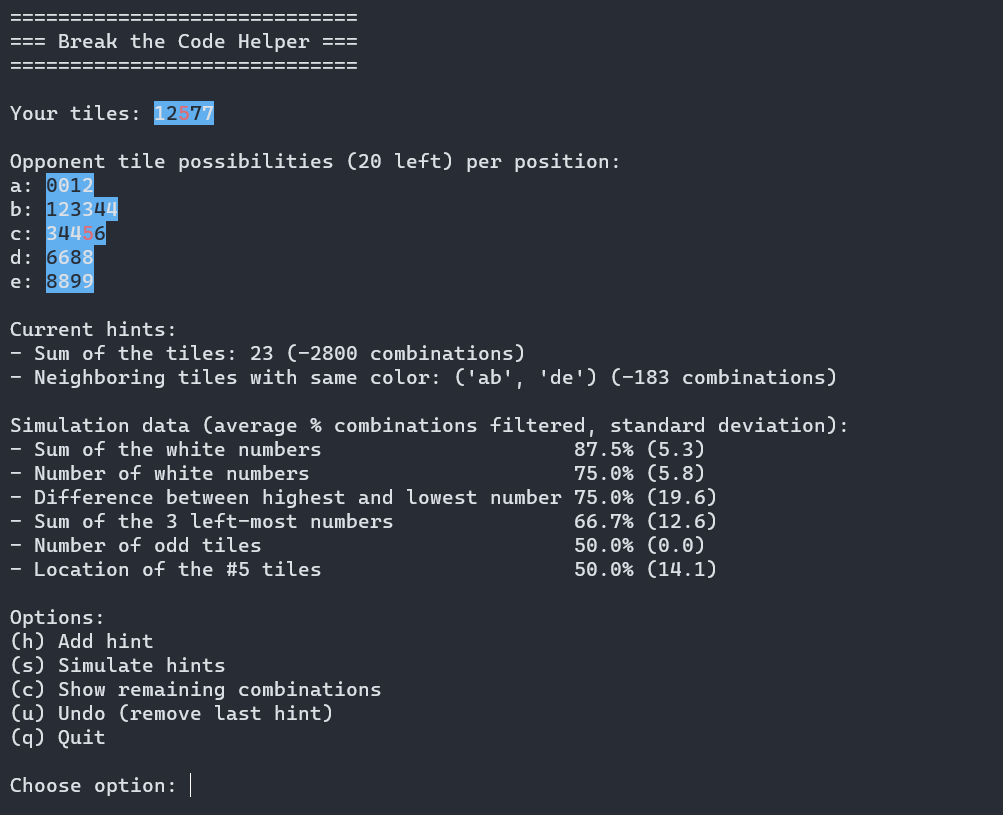 =============================
=== Break the Code Helper ===
=============================
Your tiles: 12577
Opponent tile possibilities (20 left) per position:
a: 0012
b: 123344
c: 34456
d: 6688
e: 8899
Current hints:
- Sum of the tiles: 23 (-2800 combinations)
- Neighboring tiles with same color: ('ab', 'de') (-183 combinations)
Simulation data (average % combinations filtered, standard deviation):
- Sum of the white numbers 87.5% (5.3)
- Number of white numbers 75.0% (5.8)
- Difference between highest and lowest number 75.0% (19.6)
- Sum of the 3 left-most numbers 66.7% (12.6)
- Number of odd tiles 50.0% (0.0)
- Location of the #5 tiles 50.0% (14.1)
Options:
(h) Add hint
(s) Simulate hints
(c) Show remaining combinations
(u) Undo (remove last hint)
(q) Quit
Choose option: